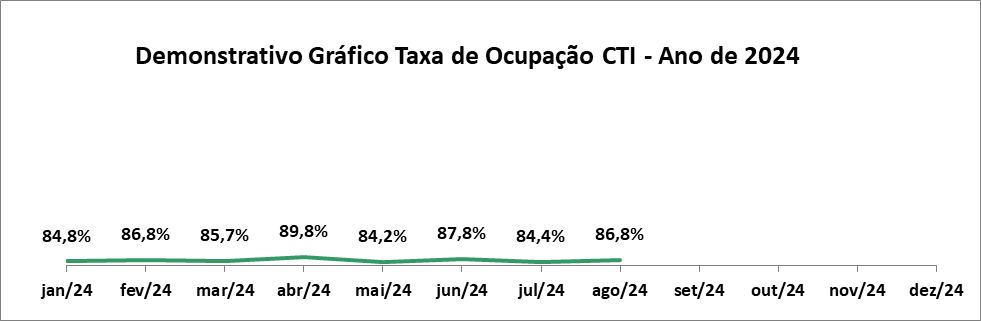 Demonstrativo Gráfico Taxa de Ocupação CTI - Ano de 2024
84,8% 86,8% 85,7% 89,8% 84,2% 87,8% 84,4% 86,8%
jan/24 fev/24 mar/24 abr/24 mai/24 jun/24 jul/24 ago/24 set/24 out/24 nov/24 dez/24